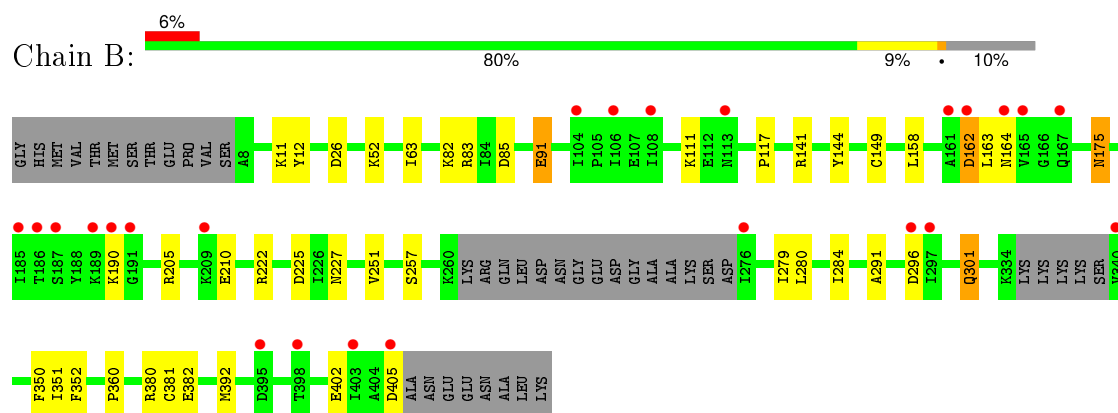 6%
Chain B:
80% 9% • 10%
GLY HIS MET VAL THR MET SER THR GLU PRO VAL SER A8 K11 Y12 D26 K52 I63 K82 R83 I84 D85 E91 I104 P105 I106 E107 I108 K111 E112 N113 P117 R141 Y144 C149 L158 A161 D162 L163 N164 V165 G166 Q167 N175
I185 T186 S187 Y188 K189 K190 G191 R205 K209 E210 R222 D225 I226 N227 V251 S257 K260 LYS ARG GLN LEU ASP ASN GLY GLU ASP GLY ALA ALA LYS SER ASP I276 I279 L280 I284 A291 D296 I297 Q301 K334 LYS LYS LYS LYS SER V340
F350 I351 F352 P360 R380 C381 E382 M392 D395 T398 E402 I403 A404 D405 ALA ASN GLU GLU ASN ALA LEU LYS